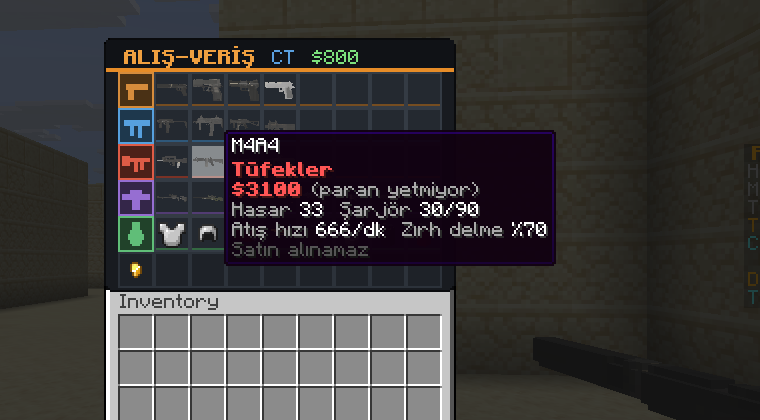 ALIŞ-VERİŞ CT $800
M4A4
Tüfekler
$3100 (paran yetmiyor)
Hasar 33 Şarjör 30/90
Atış hızı 666/dk Zırh delme %70
Satın alınamaz
Inventory
F
H
M
T
T
C
D
T